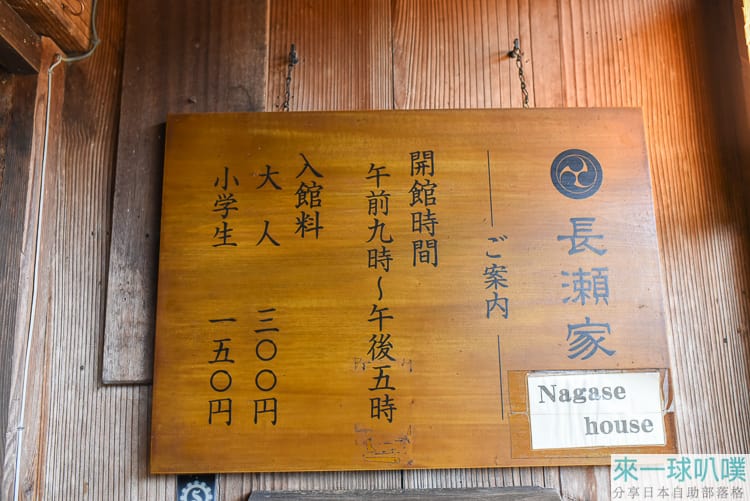 長瀬家
ご案内
開館時間
午前九時～午後五時
入館料
大人 三〇〇円
小学生 一五〇円
Nagase
house
來一球叭噗
分享日本自助部落格